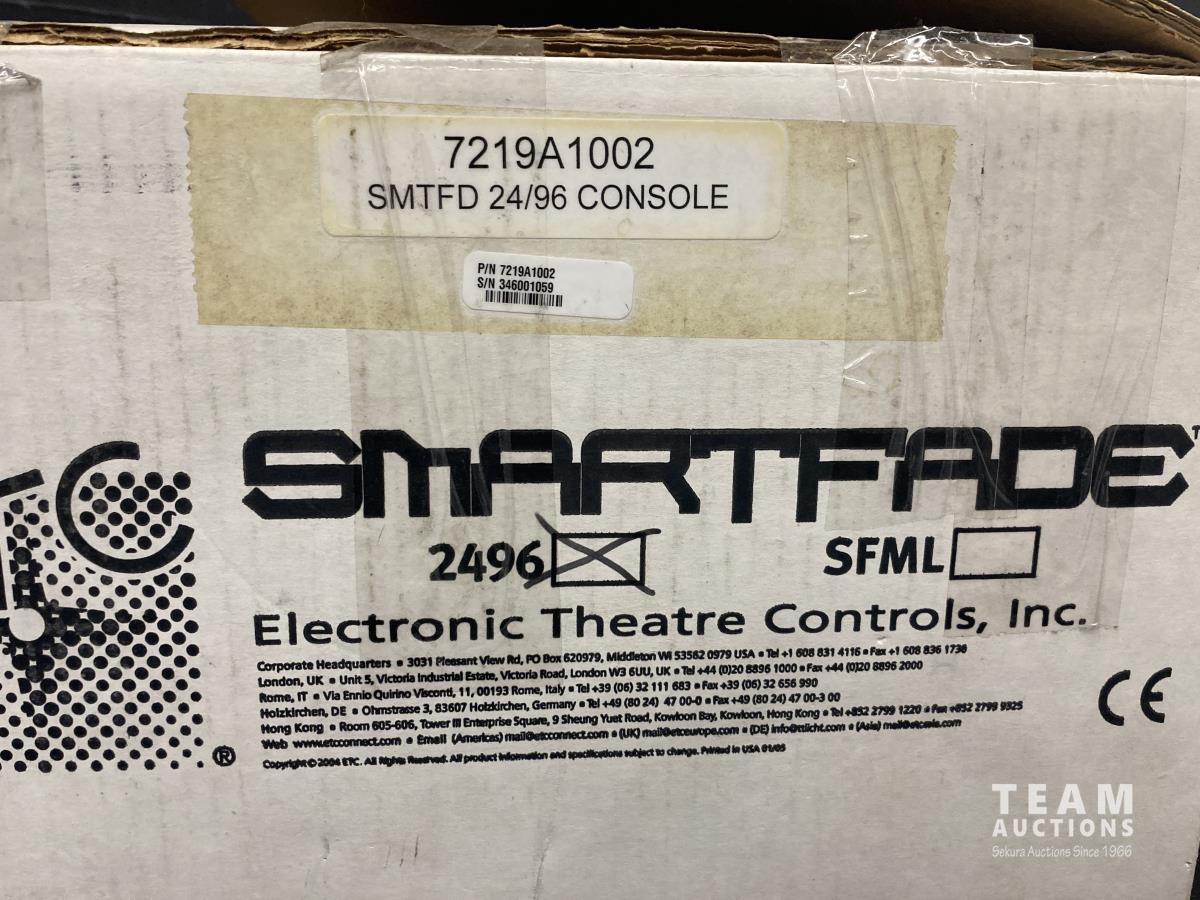 7219A1002
SMTFD 24/96 CONSOLE
P/N 7219A1002
S/N 346001059
TC
SMARTFADE™
2496 SFML
Electronic Theatre Controls, Inc.
Corporate Headquarters ▪ 3031 Pleasant View Rd, PO Box 620979, Middleton WI 53562 0979 USA ▪ Tel +1 608 831 4116 ▪ Fax +1 608 836 1736
London, UK ▪ Unit 5, Victoria Industrial Estate, Victoria Road, London W3 6UU, UK ▪ Tel +44 (0)20 8896 1000 ▪ Fax +44 (0)20 8896 2000
Rome, IT ▪ Via Ennio Quirino Visconti, 11, 00193 Rome, Italy ▪ Tel +39 (06) 32 111 683 ▪ Fax +39 (06) 32 656 990
Holzkirchen, DE ▪ Ohmstrasse 3, 83607 Holzkirchen, Germany ▪ Tel +49 (80 24) 47 00-0 ▪ Fax +49 (80 24) 47 00-3 00
Hong Kong ▪ Room 605-606, Tower III Enterprise Square, 9 Sheung Yuet Road, Kowloon Bay, Kowloon, Hong Kong ▪ Tel +852 2799 1220 ▪ Fax +852 2799 9325
Web www.etcconnect.com ▪ Email (Americas) mail@etcconnect.com ▪ (UK) mail@etceurope.com ▪ (DE) info@etclicht.com ▪ (Asia) mail@etcasia.com
Copyright © 2004 ETC. All Rights Reserved. All product information and specifications subject to change. Printed in USA 01/05
CE
®
TEAM
AUCTIONS
Sekura Auctions Since 1966